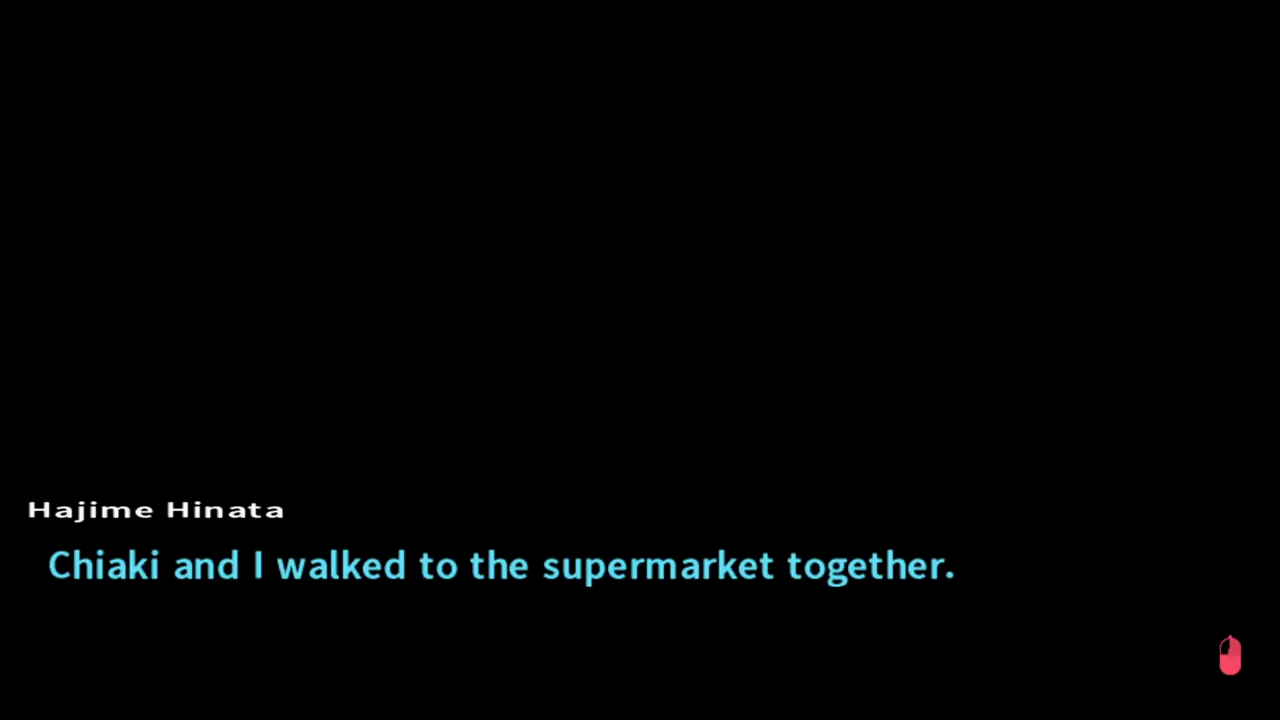 Hajime Hinata
Chiaki and I walked to the supermarket together.